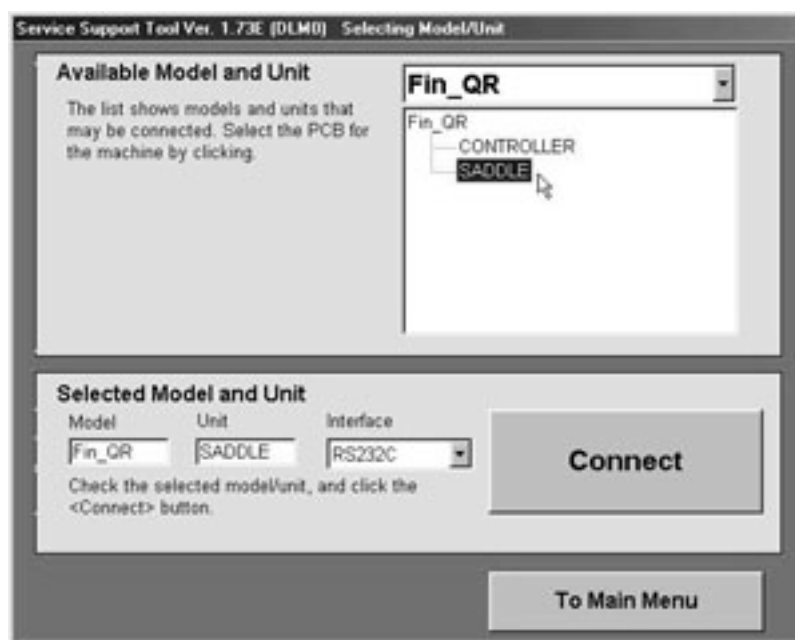 Service Support Tool Ver. 1.73E (DLM0) Selecting Model/Unit
Available Model and Unit
The list shows models and units that
may be connected. Select the PCB for
the machine by clicking.
Fin_QR
Fin_QR
CONTROLLER
SADDLE
Selected Model and Unit
Model Unit Interface
Fin_QR SADDLE RS232C
Check the selected model/unit, and click the
<Connect> button.
Connect
To Main Menu